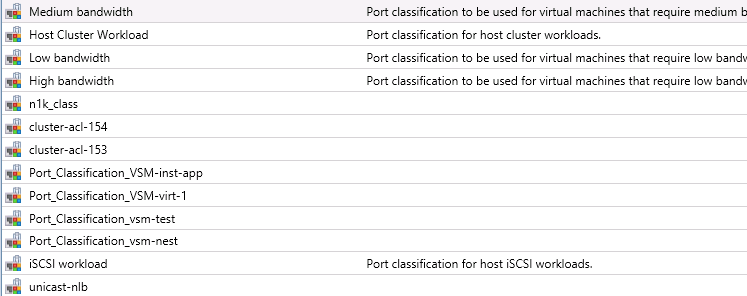 Medium bandwidth Port classification to be used for virtual machines that require medium b
Host Cluster Workload Port classification for host cluster workloads.
Low bandwidth Port classification to be used for virtual machines that require low bandw
High bandwidth Port classification to be used for virtual machines that require low bandw
n1k_class
cluster-acl-154
cluster-acl-153
Port_Classification_VSM-inst-app
Port_Classification_VSM-virt-1
Port_Classification_vsm-test
Port_Classification_vsm-nest
iSCSI workload Port classification for host iSCSI workloads.
unicast-nlb